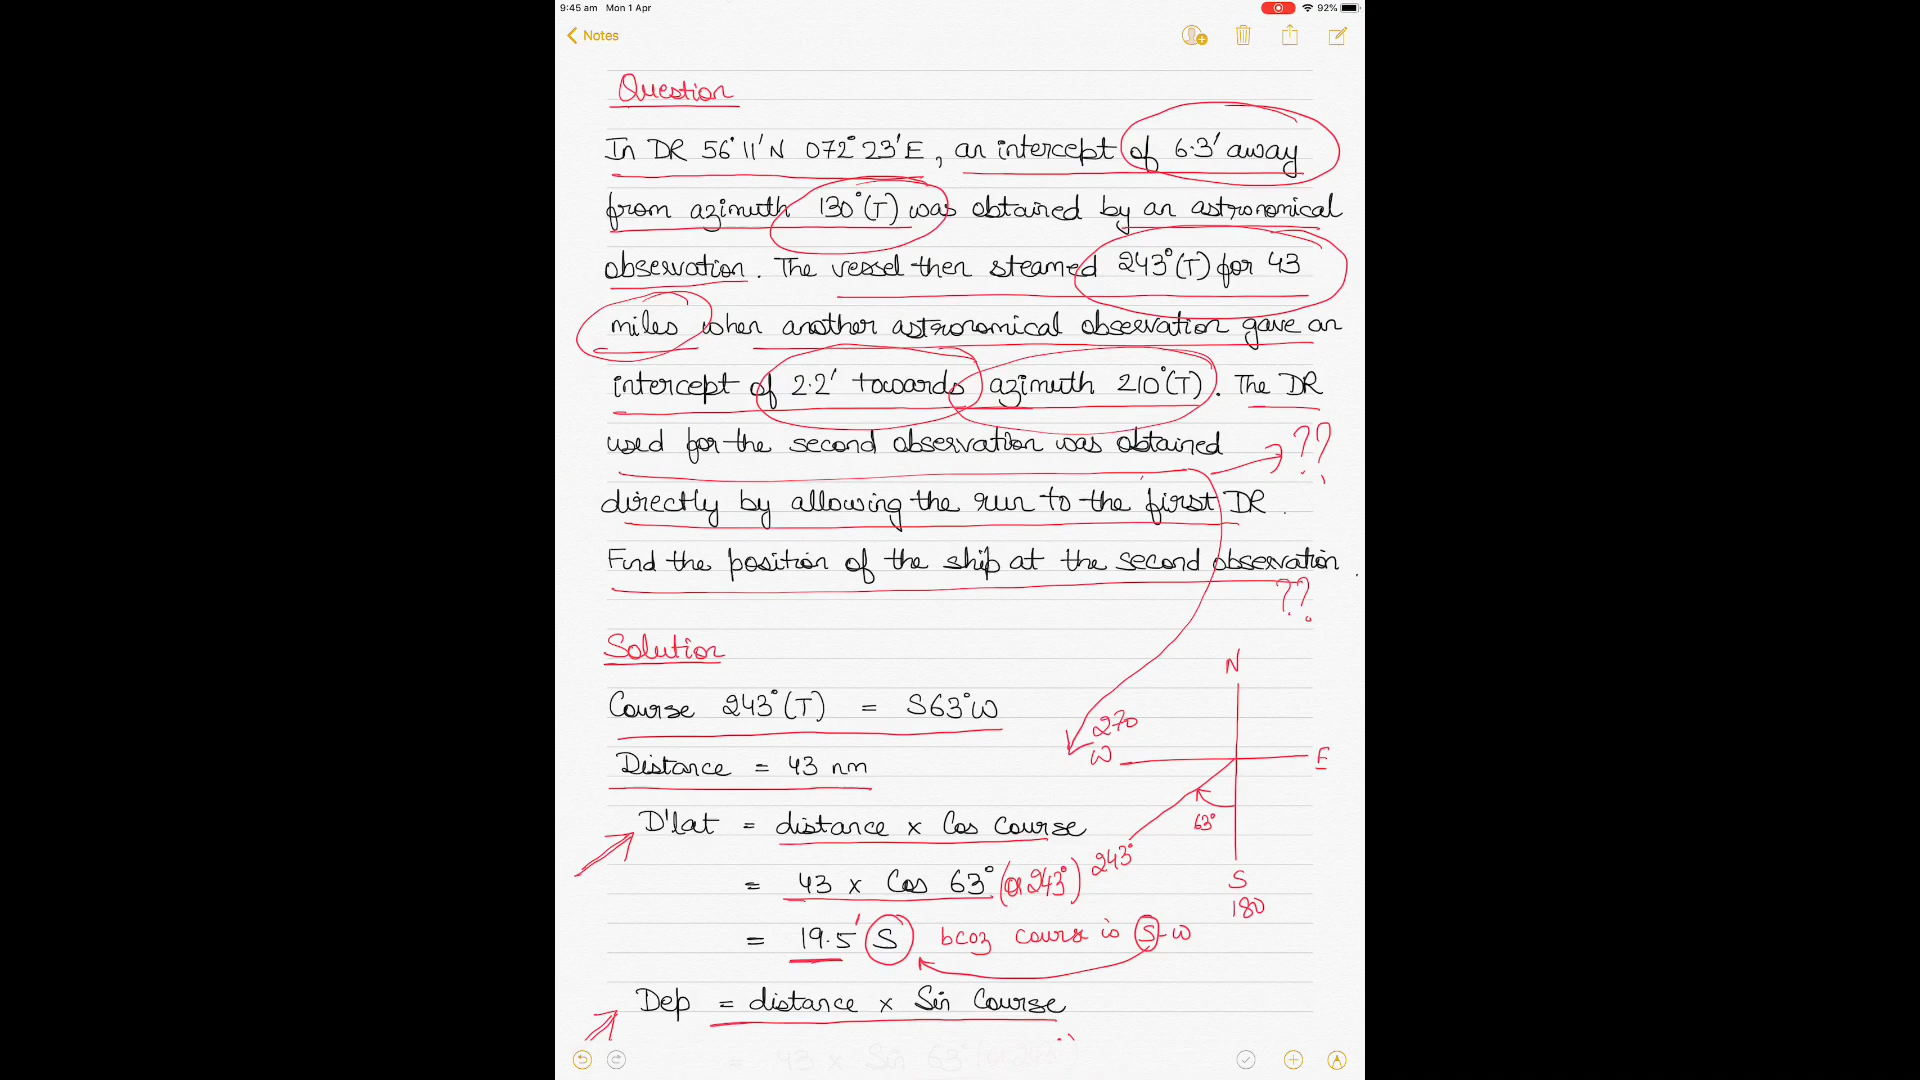 9:45 am Mon 1 Apr
92%
Notes
Question
In DR 56° 11' N 072° 23' E, an intercept of 6.3' away
from azimuth 130° (T) was obtained by an astronomical
observation. The vessel then steamed 243° (T) for 43
miles when another astronomical observation gave an
intercept of 2.2' towards azimuth 210° (T). The DR
used for the second observation was obtained
??
directly by allowing the run to the first DR.
Find the position of the ship at the second observation.
??
Solution
N
Course 243° (T) = S63°W
270
W
E
Distance = 43 nm
63°
D'lat = distance x Cos Course
243°
= 43 x Cos 63° (or 243°)
S
180
= 19.5' S bcoz course is S-W
Dep = distance x Sin Course
= 43 x Sin 63°